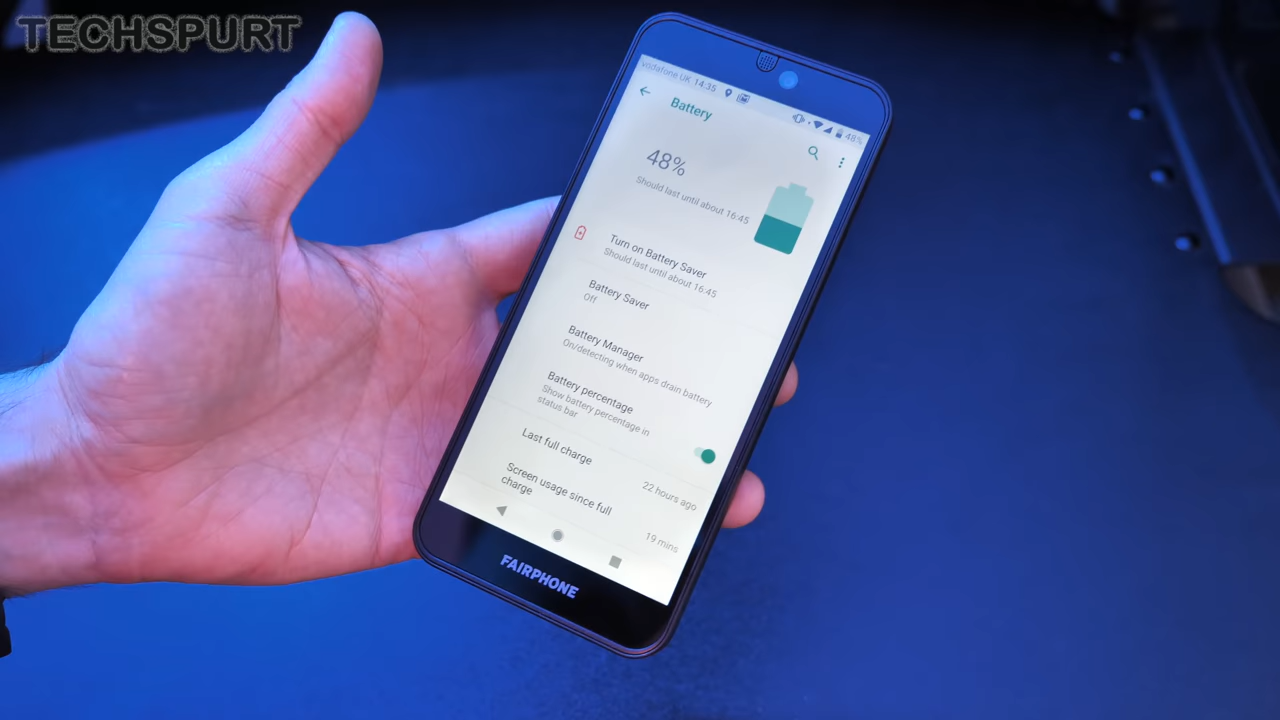 TECHSPURT
vodafone UK 14:35
48%
Battery
48%
Should last until about 16:45
Turn on Battery Saver
Should last until about 16:45
Battery Saver
Off
Battery Manager
On/detecting when apps drain battery
Battery percentage
Show battery percentage in
status bar
Last full charge
22 hours ago
Screen usage since full
charge
19 mins
FAIRPHONE